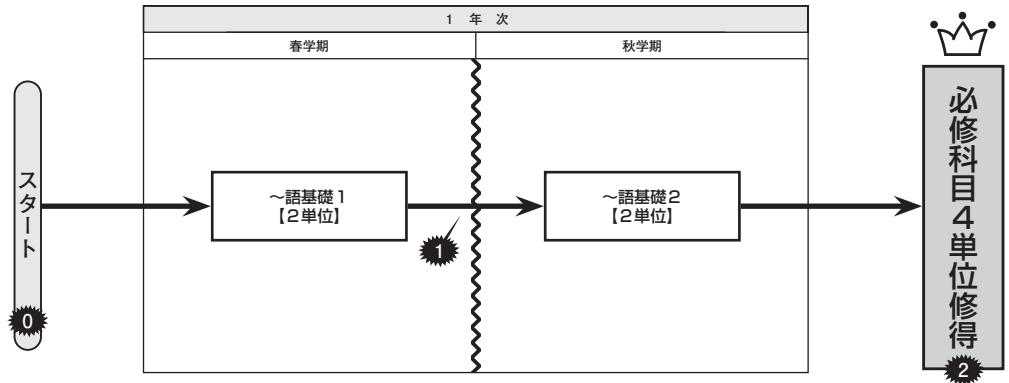 1 年 次
春学期
秋学期
スタート
0
～語基礎1
【2単位】
1
～語基礎2
【2単位】
必修科目4単位修得
2